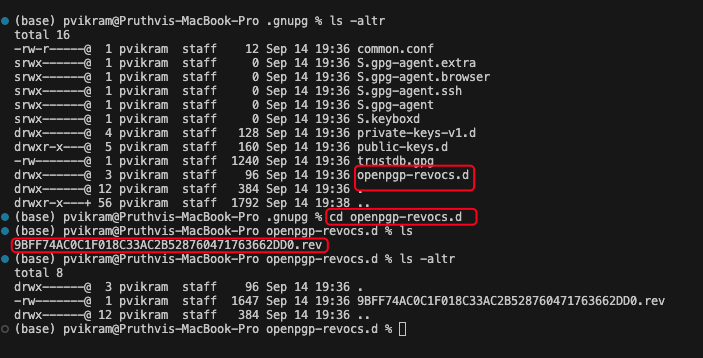 (base) pvikram@Pruthvis-MacBook-Pro .gnupg % ls -altr
total 16
-rw-r-----@  1 pvikram  staff    12 Sep 14 19:36 common.conf
srwx------@  1 pvikram  staff     0 Sep 14 19:36 S.gpg-agent.extra
srwx------@  1 pvikram  staff     0 Sep 14 19:36 S.gpg-agent.browser
srwx------@  1 pvikram  staff     0 Sep 14 19:36 S.gpg-agent.ssh
srwx------@  1 pvikram  staff     0 Sep 14 19:36 S.gpg-agent
srwx------@  1 pvikram  staff     0 Sep 14 19:36 S.keyboxd
drwx------@  4 pvikram  staff   128 Sep 14 19:36 private-keys-v1.d
drwxr-x---@  5 pvikram  staff   160 Sep 14 19:36 public-keys.d
-rw-------@  1 pvikram  staff  1240 Sep 14 19:36 trustdb.gpg
drwx------@  3 pvikram  staff    96 Sep 14 19:36 openpgp-revocs.d
drwx------@ 12 pvikram  staff   384 Sep 14 19:36 .
drwxr-x---+ 56 pvikram  staff  1792 Sep 14 19:38 ..
(base) pvikram@Pruthvis-MacBook-Pro .gnupg % cd openpgp-revocs.d
(base) pvikram@Pruthvis-MacBook-Pro openpgp-revocs.d % ls
9BFF74AC0C1F018C33AC2B528760471763662DD0.rev
(base) pvikram@Pruthvis-MacBook-Pro openpgp-revocs.d % ls -altr
total 8
drwx------@  3 pvikram  staff    96 Sep 14 19:36 .
-rw-------@  1 pvikram  staff  1647 Sep 14 19:36 9BFF74AC0C1F018C33AC2B528760471763662DD0.rev
drwx------@ 12 pvikram  staff   384 Sep 14 19:36 ..
(base) pvikram@Pruthvis-MacBook-Pro openpgp-revocs.d %